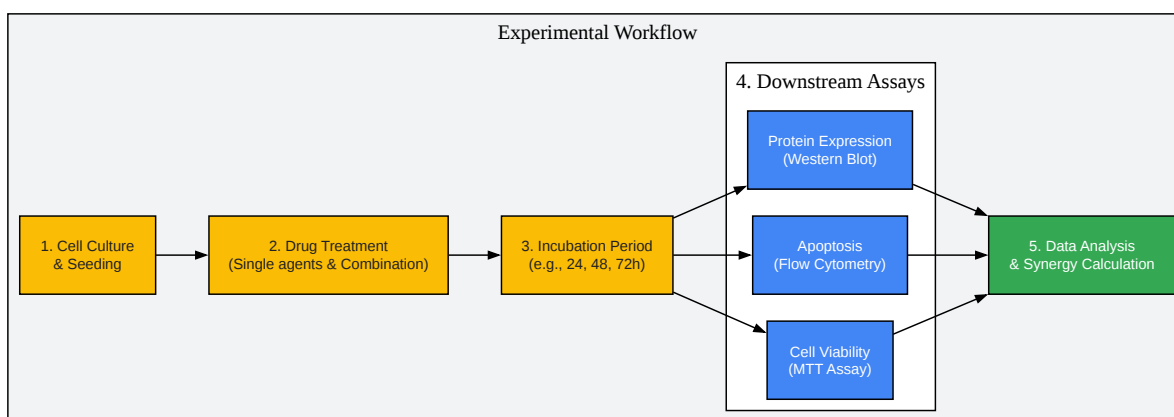 Experimental Workflow
4. Downstream Assays
Protein Expression
(Western Blot)
1. Cell Culture
& Seeding
2. Drug Treatment
(Single agents & Combination)
3. Incubation Period
(e.g., 24, 48, 72h)
Apoptosis
(Flow Cytometry)
5. Data Analysis
& Synergy Calculation
Cell Viability
(MTT Assay)